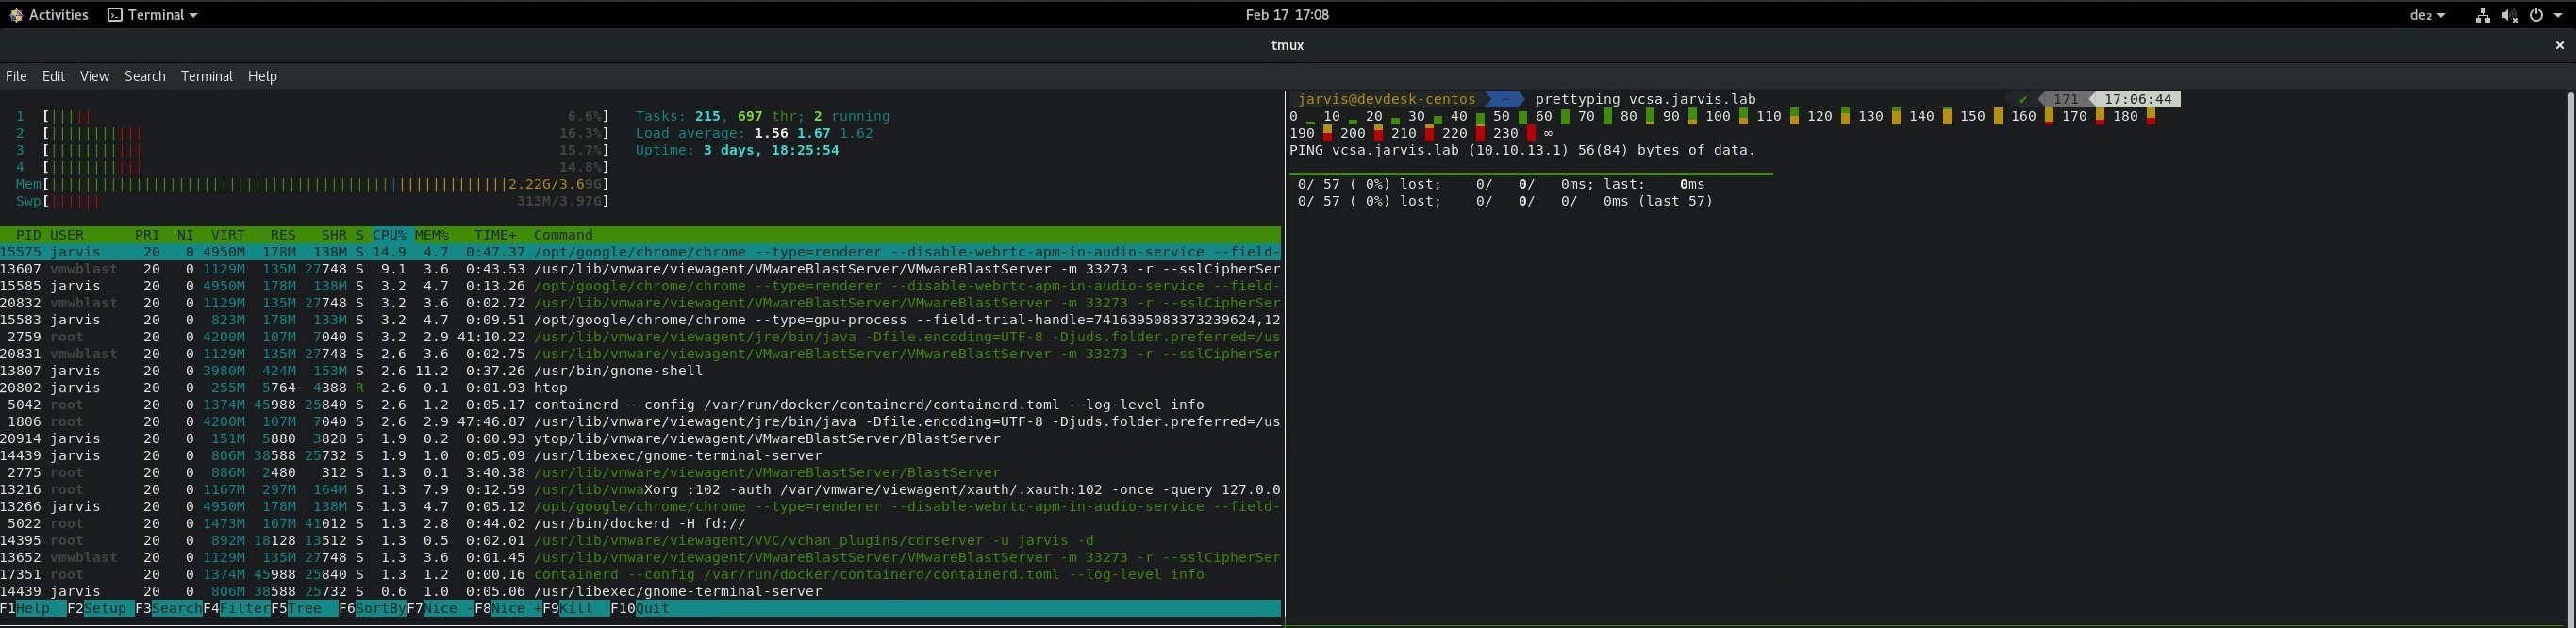 Activities Terminal Feb 17 17:08 de₂
tmux
File Edit View Search Terminal Help
1 [||||| 6.6%] Tasks: 215, 697 thr; 2 running
2 [||||||||||| 16.3%] Load average: 1.56 1.67 1.62
3 [||||||||||| 15.7%] Uptime: 3 days, 18:25:54
4 [||||||||||| 14.8%]
Mem[||||||||||||||||||||||||||||||||||||||||||||||||||||||2.22G/3.69G]
Swp[|||||| 313M/3.97G]
PID USER PRI NI VIRT RES SHR S CPU% MEM% TIME+ Command
15575 jarvis 20 0 4950M 178M 138M S 14.9 4.7 0:47.37 /opt/google/chrome/chrome --type=renderer --disable-webrtc-apm-in-audio-service --field-
13607 vmwblast 20 0 1129M 135M 27748 S 9.1 3.6 0:43.53 /usr/lib/vmware/viewagent/VMwareBlastServer/VMwareBlastServer -m 33273 -r --sslCipherSer
15585 jarvis 20 0 4950M 178M 138M S 3.2 4.7 0:13.26 /opt/google/chrome/chrome --type=renderer --disable-webrtc-apm-in-audio-service --field-
20832 vmwblast 20 0 1129M 135M 27748 S 3.2 3.6 0:02.72 /usr/lib/vmware/viewagent/VMwareBlastServer/VMwareBlastServer -m 33273 -r --sslCipherSer
15583 jarvis 20 0 823M 178M 133M S 3.2 4.7 0:09.51 /opt/google/chrome/chrome --type=gpu-process --field-trial-handle=7416395083373239624,12
2759 root 20 0 4200M 107M 7040 S 3.2 2.9 41:10.22 /usr/lib/vmware/viewagent/jre/bin/java -Dfile.encoding=UTF-8 -Djuds.folder.preferred=/us
20831 vmwblast 20 0 1129M 135M 27748 S 2.6 3.6 0:02.75 /usr/lib/vmware/viewagent/VMwareBlastServer/VMwareBlastServer -m 33273 -r --sslCipherSer
13807 jarvis 20 0 3980M 424M 153M S 2.6 11.2 0:37.26 /usr/bin/gnome-shell
20802 jarvis 20 0 255M 5764 4388 R 2.6 0.1 0:01.93 htop
5042 root 20 0 1374M 45988 25840 S 2.6 1.2 0:05.17 containerd --config /var/run/docker/containerd/containerd.toml --log-level info
1806 root 20 0 4200M 107M 7040 S 2.6 2.9 47:46.87 /usr/lib/vmware/viewagent/jre/bin/java -Dfile.encoding=UTF-8 -Djuds.folder.preferred=/us
20914 jarvis 20 0 151M 5880 3828 S 1.9 0.2 0:00.93 ytop/lib/vmware/viewagent/VMwareBlastServer/BlastServer
14439 jarvis 20 0 806M 38588 25732 S 1.9 1.0 0:05.09 /usr/libexec/gnome-terminal-server
2775 root 20 0 886M 2480 312 S 1.3 0.1 3:40.38 /usr/lib/vmware/viewagent/VMwareBlastServer/BlastServer
13216 root 20 0 1167M 297M 164M S 1.3 7.9 0:12.59 /usr/lib/vmwaXorg :102 -auth /var/vmware/viewagent/xauth/.xauth:102 -once -query 127.0.0
13266 jarvis 20 0 4950M 178M 138M S 1.3 4.7 0:05.12 /opt/google/chrome/chrome --type=renderer --disable-webrtc-apm-in-audio-service --field-
5022 root 20 0 1473M 107M 41012 S 1.3 2.8 0:44.02 /usr/bin/dockerd -H fd://
14395 root 20 0 892M 18128 13512 S 1.3 0.5 0:02.01 /usr/lib/vmware/viewagent/VVC/vchan_plugins/cdrserver -u jarvis -d
13652 vmwblast 20 0 1129M 135M 27748 S 1.3 3.6 0:01.45 /usr/lib/vmware/viewagent/VMwareBlastServer/VMwareBlastServer -m 33273 -r --sslCipherSer
17351 root 20 0 1374M 45988 25840 S 1.3 1.2 0:00.16 containerd --config /var/run/docker/containerd/containerd.toml --log-level info
14439 jarvis 20 0 806M 38588 25732 S 0.6 1.0 0:05.06 /usr/libexec/gnome-terminal-server
F1Help F2Setup F3SearchF4FilterF5Tree F6SortByF7Nice -F8Nice +F9Kill F10Quit
jarvis@devdesk-centos ~ prettyping vcsa.jarvis.lab ✔ 171 17:06:44
0 10 20 30 40 50 60 70 80 90 100 110 120 130 140 150 160 170 180
190 200 210 220 230 ∞
PING vcsa.jarvis.lab (10.10.13.1) 56(84) bytes of data.
0/ 57 ( 0%) lost; 0/ 0/ 0ms; last: 0ms
0/ 57 ( 0%) lost; 0/ 0/ 0/ 0ms (last 57)